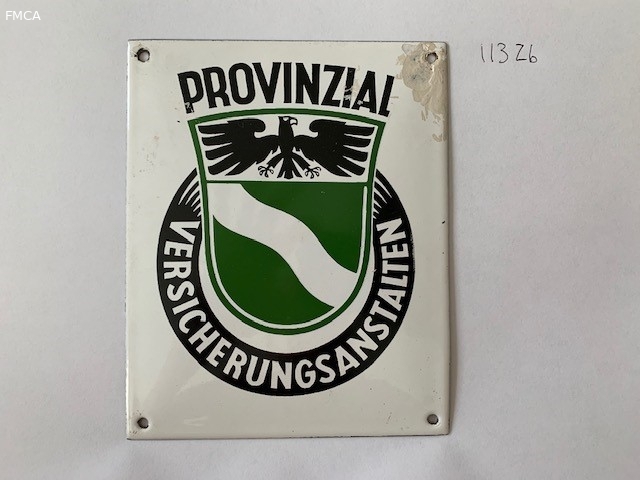 FMCA
11326
PROVINZIAL
VERSICHERUNGSANSTALTEN